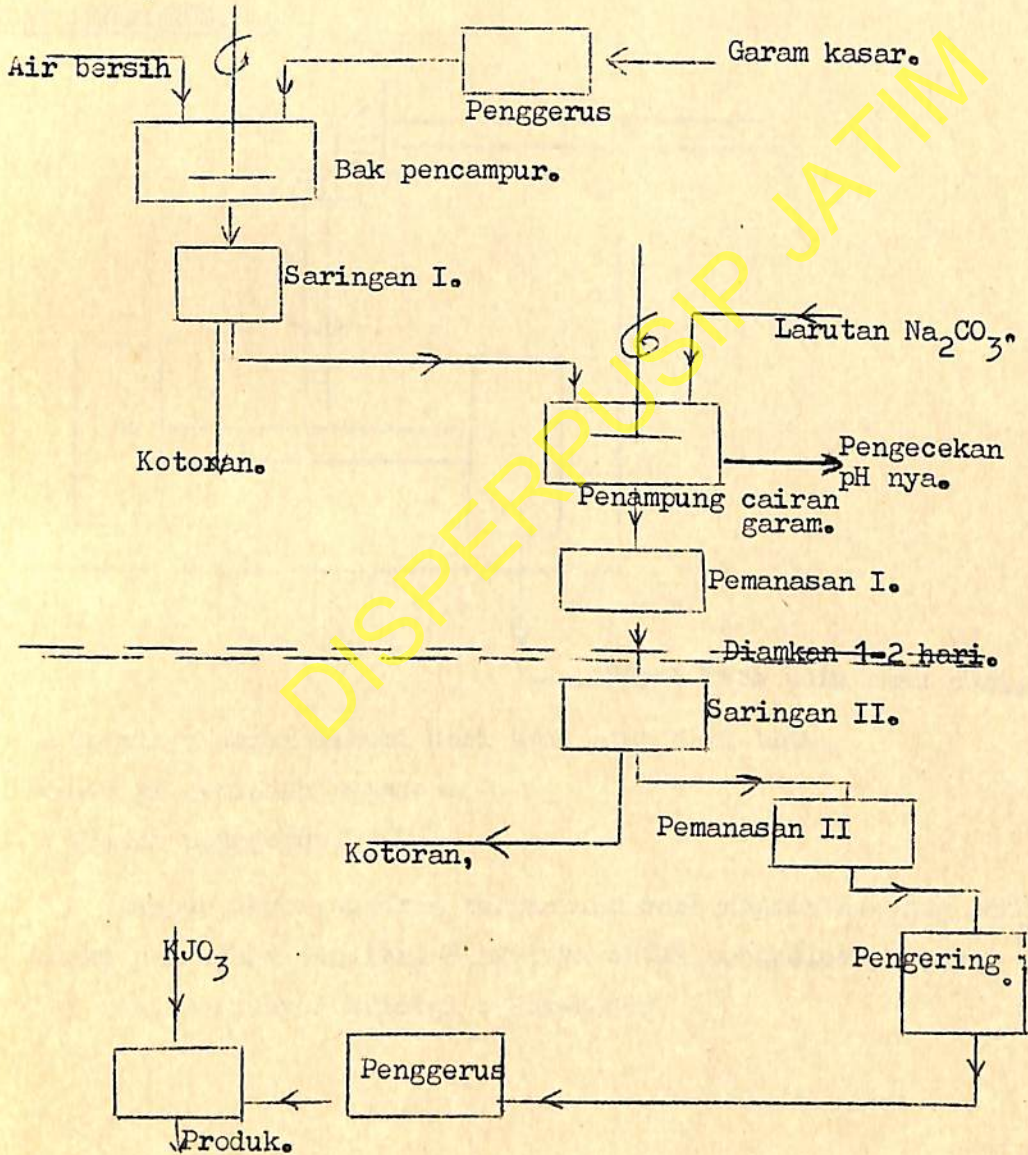 Air bersih
Garam kasar.
Penggerus
Bak pencampur.
Saringan I.
Larutan Na₂CO₃.
Kotoran.
Pengecekan
pH nya.
Penampung cairan
garam.
Pemanasan I.
Diamkan 1-2 hari.
Saringan II.
Pemanasan II
Kotoran,
KJO₃
Pengering.
Penggerus
Produk.
DISPERPUSIP JATIM